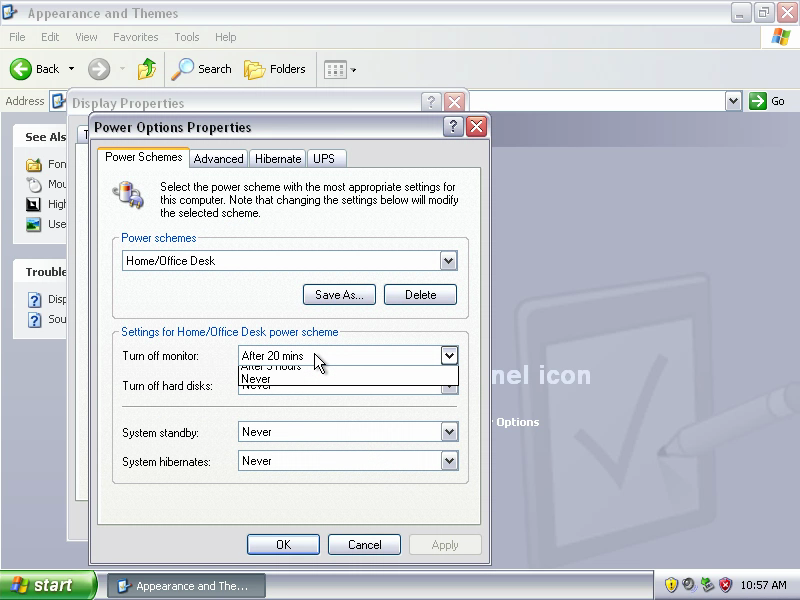 Appearance and Themes
File Edit View Favorites Tools Help
Back Search Folders
Address Go
Display Properties
Power Options Properties
See Als
Fon
Mou
High
Use
Trouble
Disp
Sou
Power Schemes Advanced Hibernate UPS
Select the power scheme with the most appropriate settings for
this computer. Note that changing the settings below will modify
the selected scheme.
Power schemes
Home/Office Desk
Save As... Delete
Settings for Home/Office Desk power scheme
Turn off monitor: After 20 mins
After 5 hours
Never
Turn off hard disks: Never
System standby: Never
System hibernates: Never
OK Cancel Apply
nel icon
Options
start Appearance and The... 10:57 AM